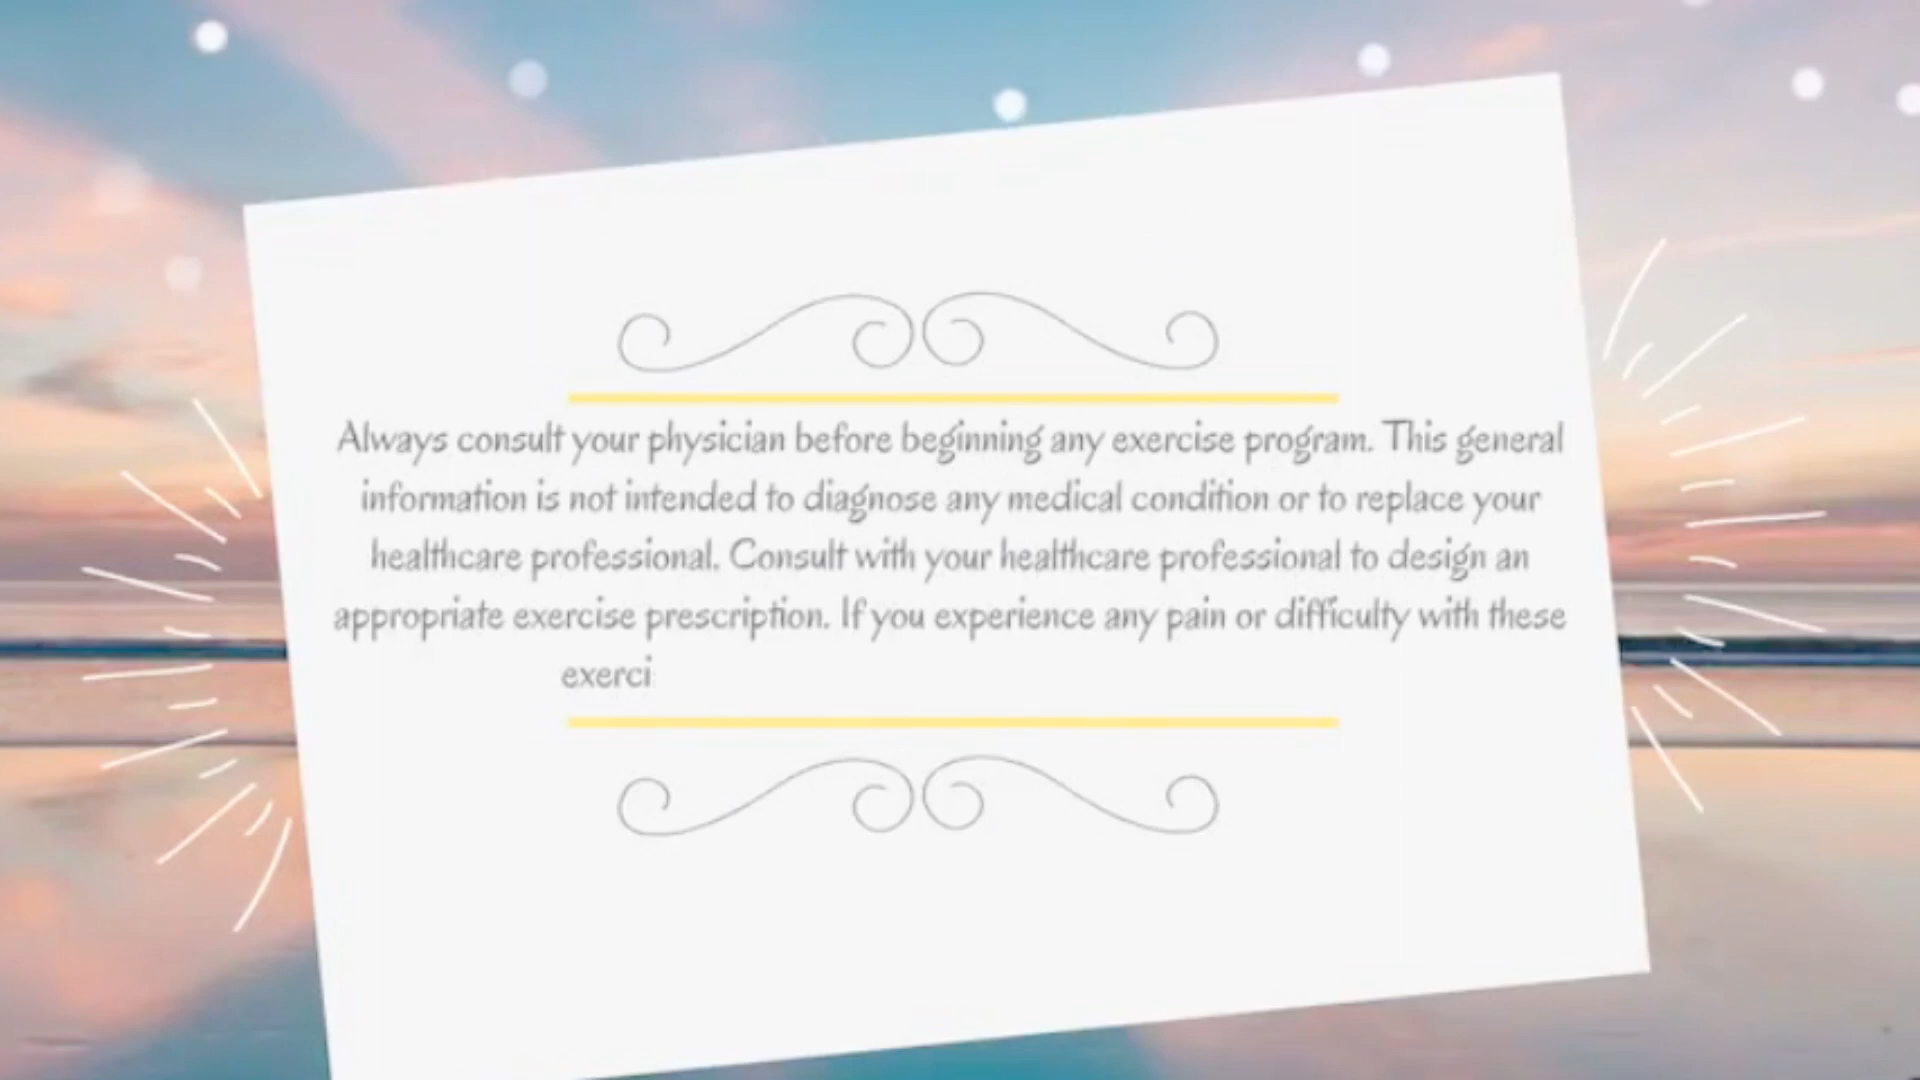 Always consult your physician before beginning any exercise program. This general
information is not intended to diagnose any medical condition or to replace your
healthcare professional. Consult with your healthcare professional to design an
appropriate exercise prescription. If you experience any pain or difficulty with these
exerci